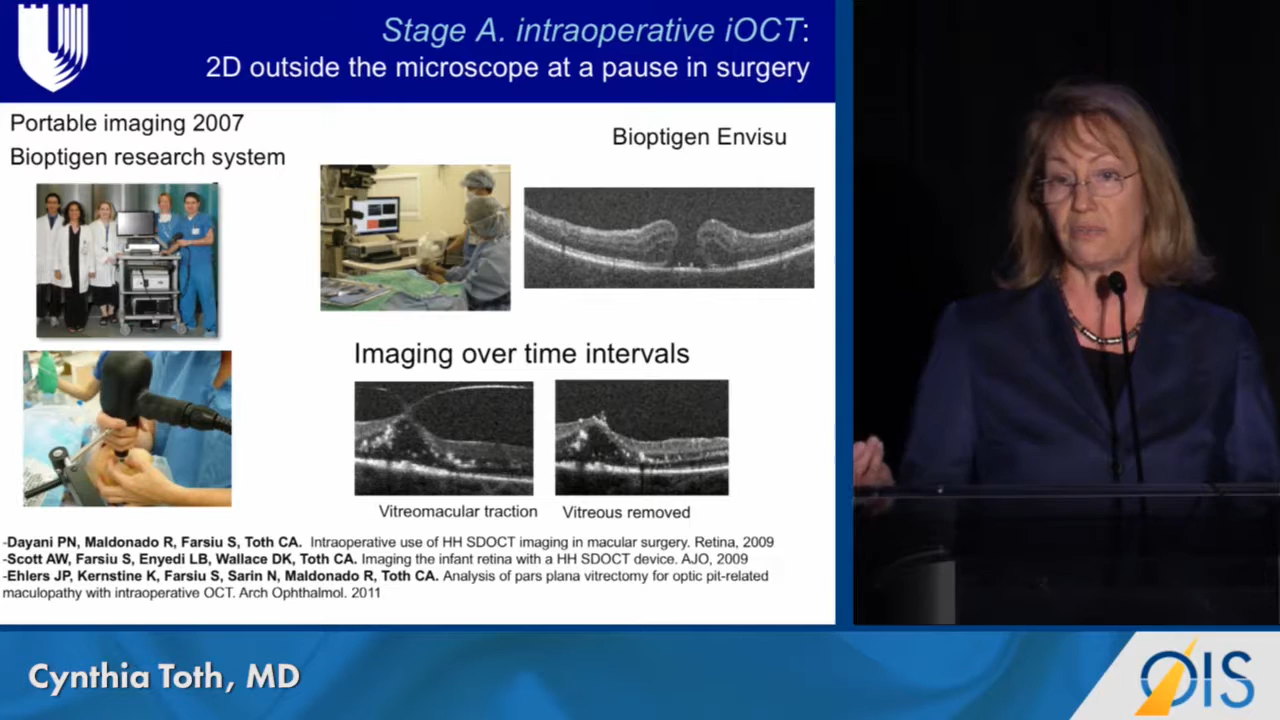 Stage A. intraoperative iOCT:
2D outside the microscope at a pause in surgery
Portable imaging 2007
Bioptigen research system
Bioptigen Envisu
Imaging over time intervals
Vitreomacular traction
Vitreous removed
-Dayani PN, Maldonado R, Farsiu S, Toth CA. Intraoperative use of HH SDOCT imaging in macular surgery. Retina, 2009
-Scott AW, Farsiu S, Enyedi LB, Wallace DK, Toth CA. Imaging the infant retina with a HH SDOCT device. AJO, 2009
-Ehlers JP, Kernstine K, Farsiu S, Sarin N, Maldonado R, Toth CA. Analysis of pars plana vitrectomy for optic pit-related
maculopathy with intraoperative OCT. Arch Ophthalmol. 2011
Cynthia Toth, MD
OIS